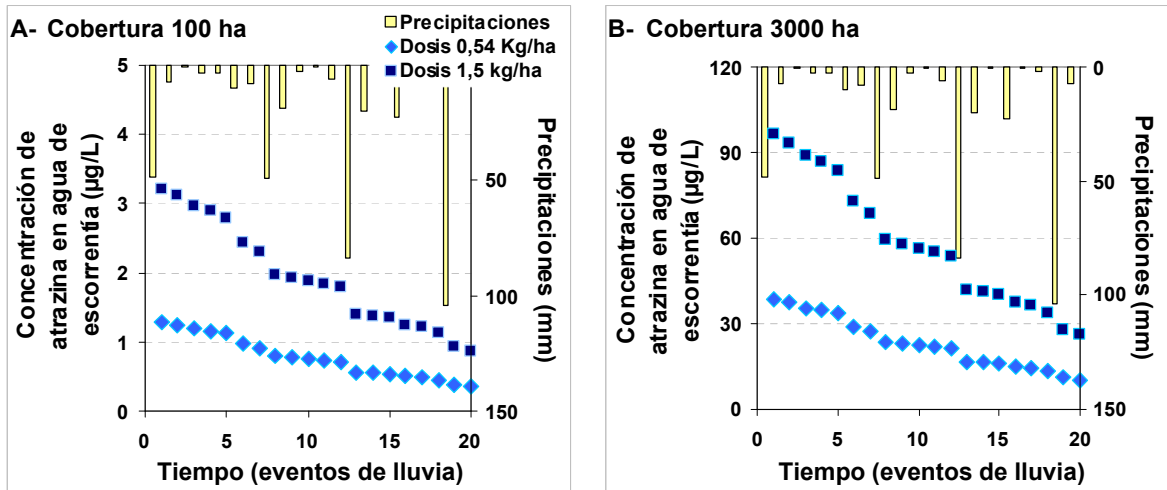 A- Cobertura 100 ha
Precipitaciones
Dosis 0,54 Kg/ha
Dosis 1,5 kg/ha
Concentración de
atrazina en agua de
escorrentía (µg/L)
5
4
3
2
1
0
50
100
150
Precipitaciones (mm)
0 5 10 15 20
Tiempo (eventos de lluvia)
B- Cobertura 3000 ha
Concentración de
atrazina en agua de
escorrentía (µg/L)
120
90
60
30
0
0
50
100
150
Precipitaciones (mm)
0 5 10 15 20
Tiempo (eventos de lluvia)